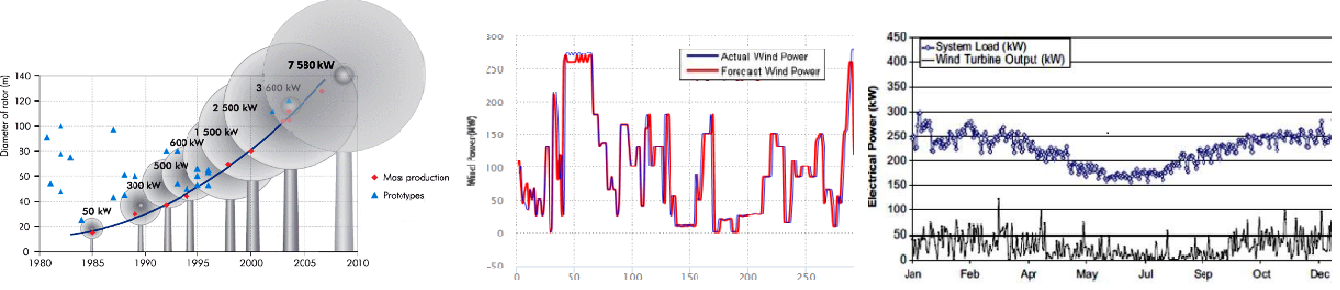 Diameter of rotor (m)
140
120
100
80
60
40
20
0
1980
1985
1990
1995
2000
2005
2010
50 kW
300 kW
500 kW
600 kW
1 500 kW
2 500 kW
3 600 kW
7 580 kW
Mass production
Prototypes
Wind Power(kW)
300
250
200
150
100
50
0
-50
0
50
100
150
200
250
Actual Wind Power
Forecast Wind Power
Electrical Power (kW)
450
400
350
300
250
200
150
100
50
0
Jan
Feb
Apr
May
Jul
Sep
Oct
Dec
System Load (kW)
Wind Turbine Output (kW)